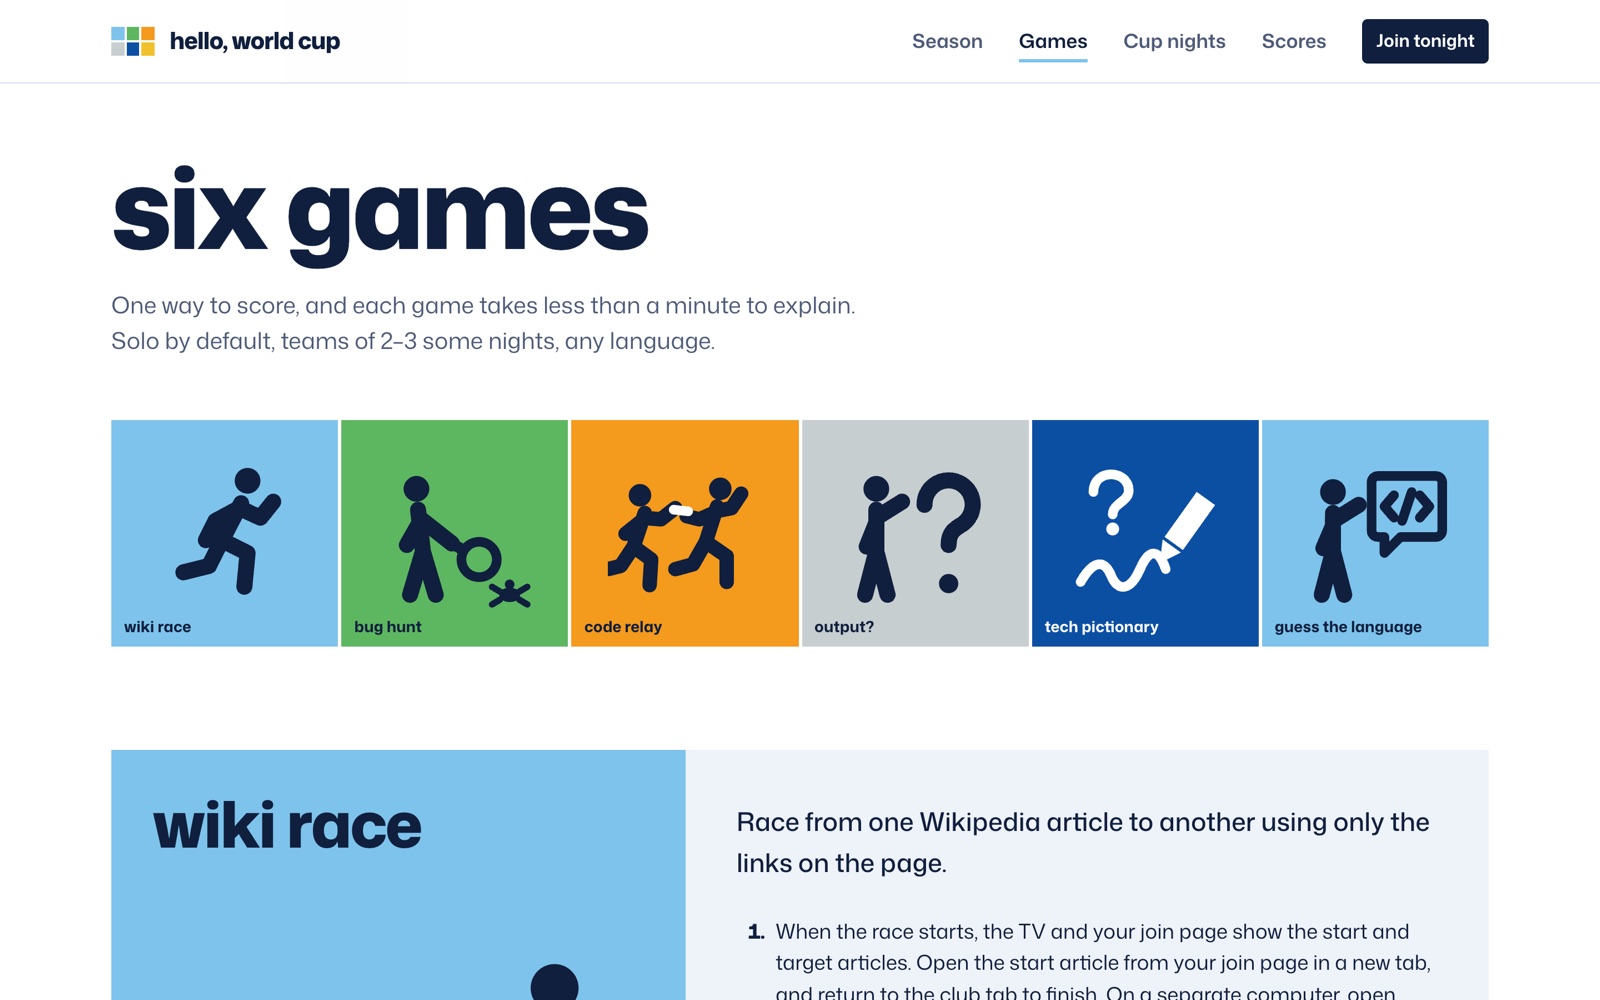 hello, world cup
Season
Games
Cup nights
Scores
Join tonight
six games
One way to score, and each game takes less than a minute to explain.
Solo by default, teams of 2–3 some nights, any language.
wiki race
bug hunt
code relay
output?
tech pictionary
guess the language
wiki race
Race from one Wikipedia article to another using only the
links on the page.
1. When the race starts, the TV and your join page show the start and
target articles. Open the start article from your join page in a new tab,
and return to the club tab to finish. On a separate computer, open